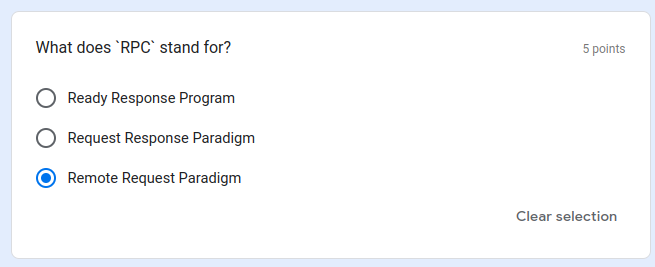 What does `RPC` stand for?
5 points
Ready Response Program
Request Response Paradigm
Remote Request Paradigm
Clear selection